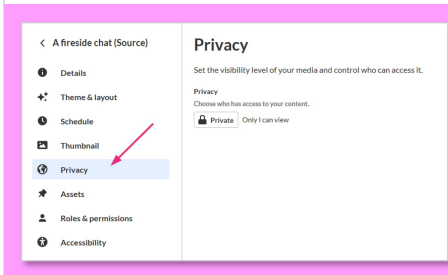 A fireside chat (Source)
Details
Theme & layout
Schedule
Thumbnail
Privacy
Assets
Roles & permissions
Accessibility
Privacy
Set the visibility level of your media and control who can access it.
Privacy
Choose who has access to your content.
Private Only I can view